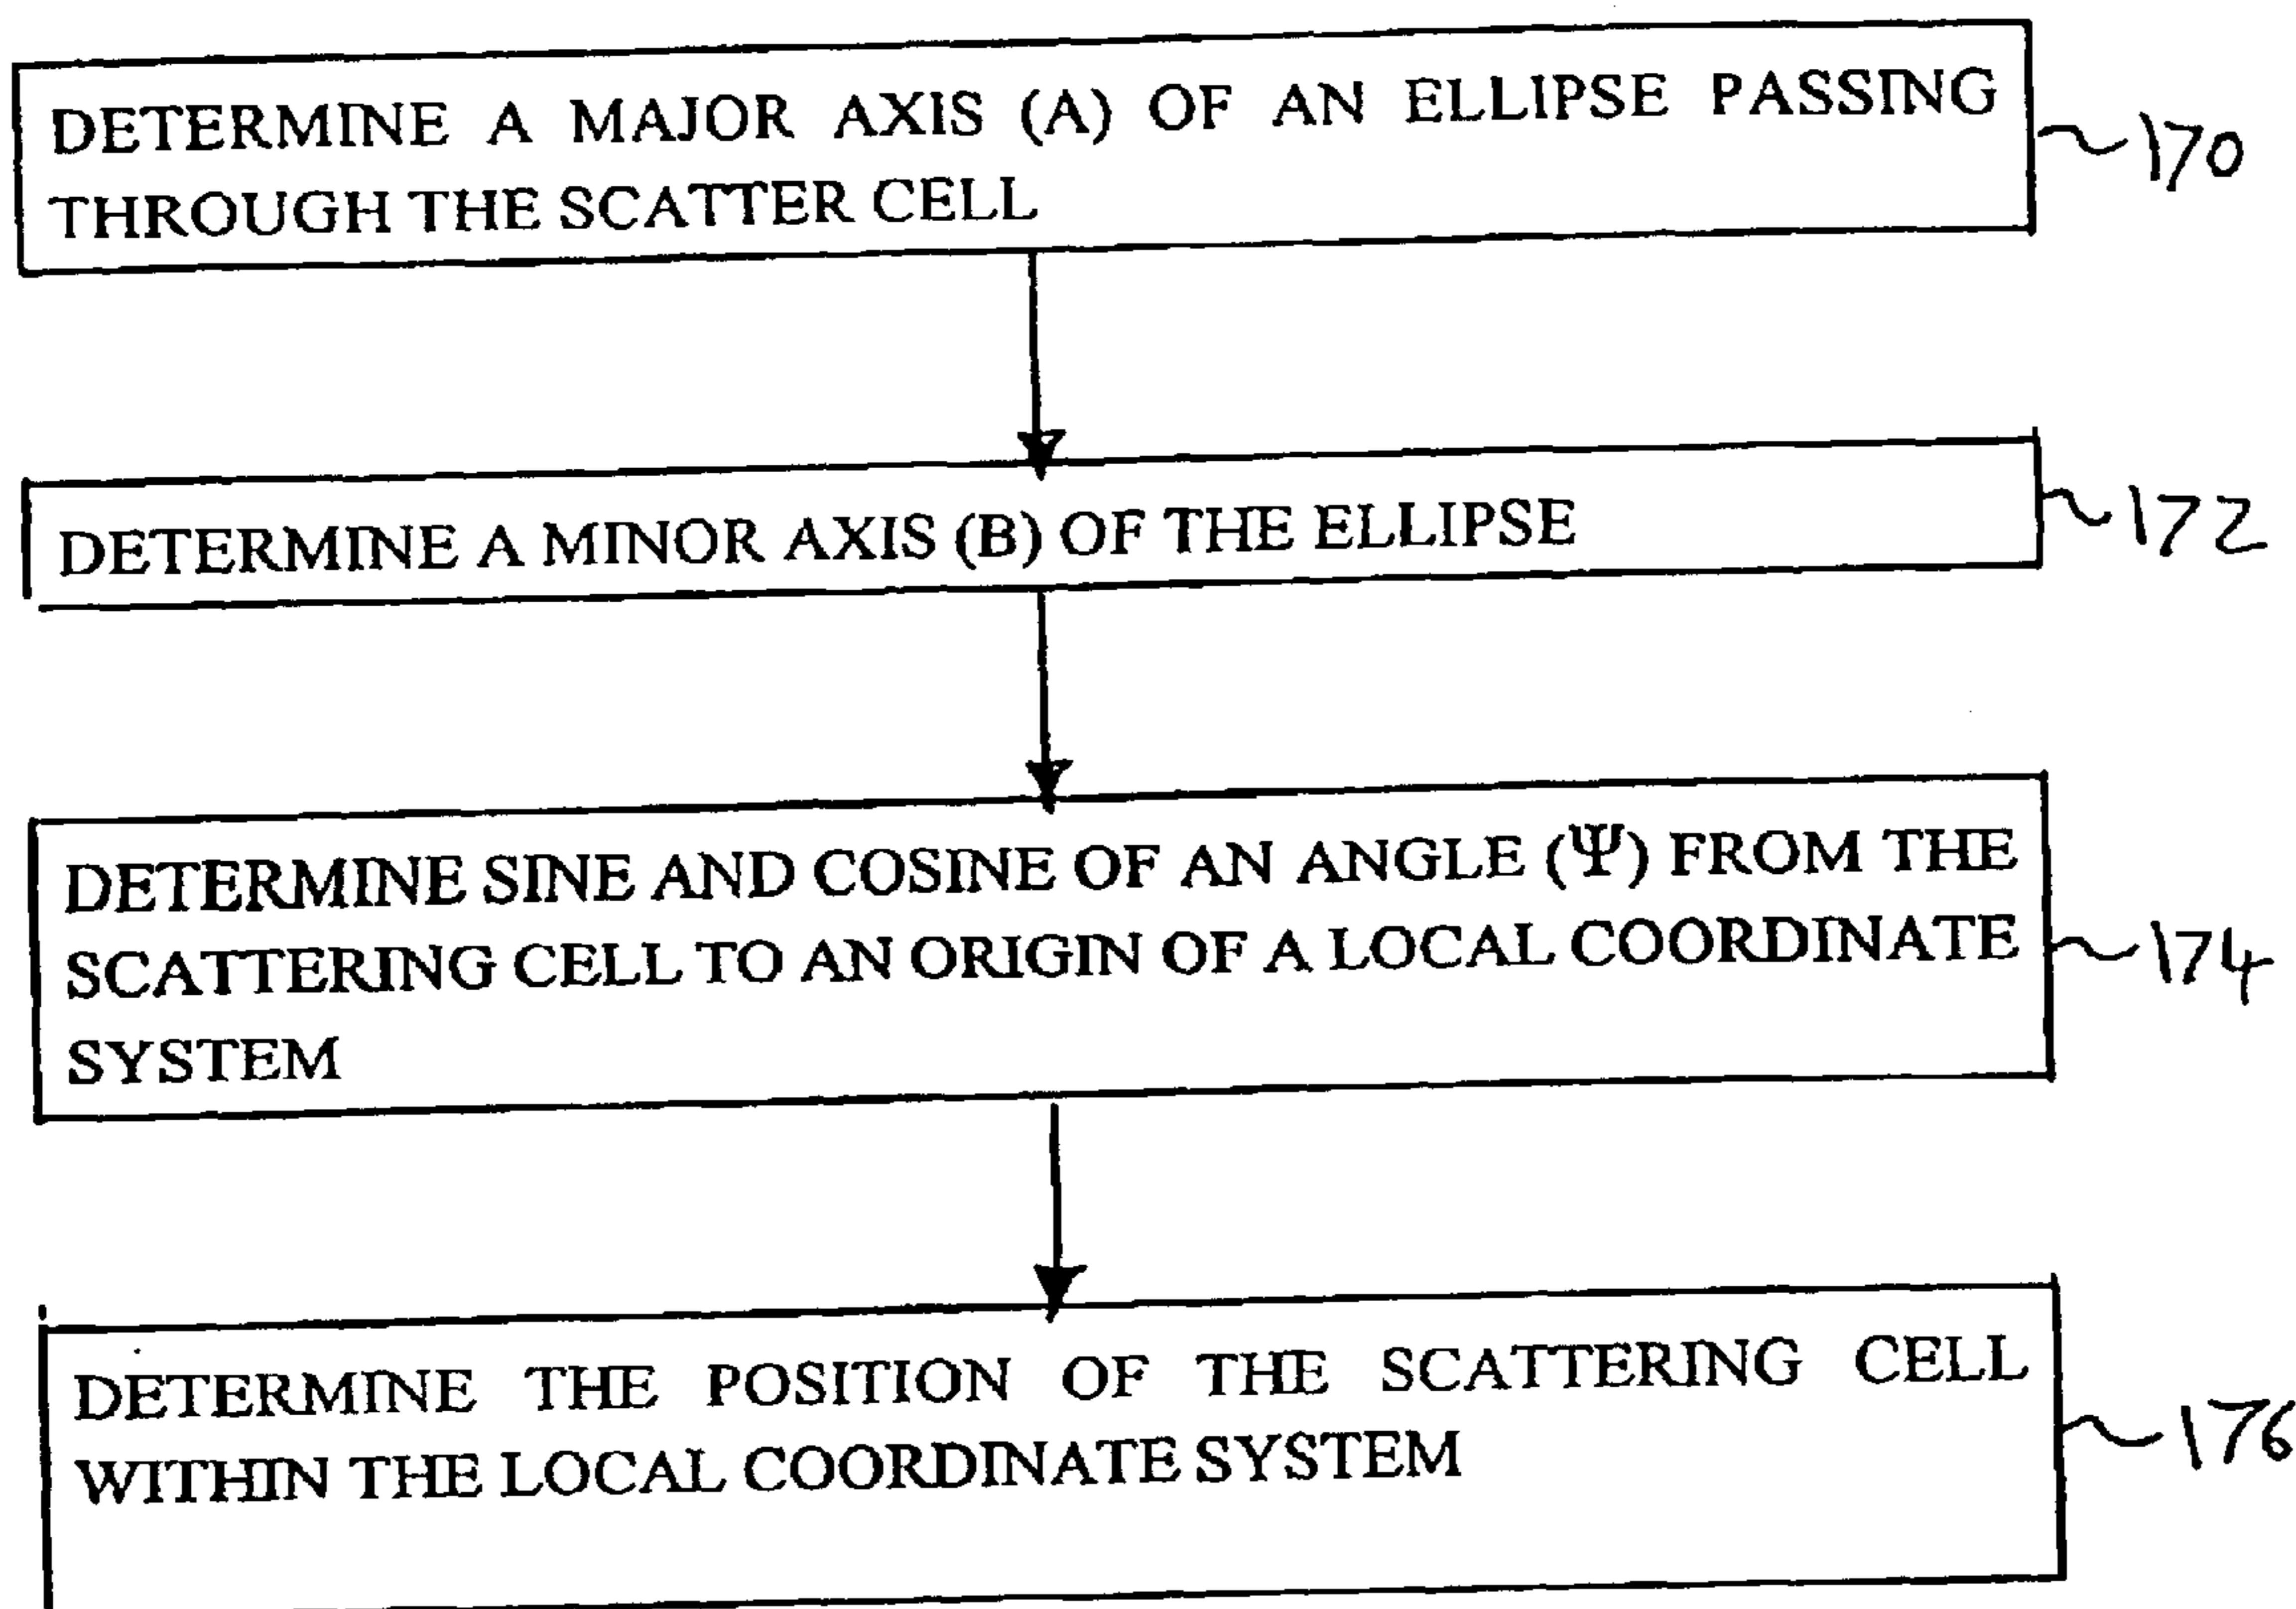 DETERMINE A MAJOR AXIS (A) OF AN ELLIPSE PASSING
THROUGH THE SCATTER CELL
170
DETERMINE A MINOR AXIS (B) OF THE ELLIPSE
172
DETERMINE SINE AND COSINE OF AN ANGLE (Ψ) FROM THE
SCATTERING CELL TO AN ORIGIN OF A LOCAL COORDINATE
SYSTEM
174
DETERMINE THE POSITION OF THE SCATTERING CELL
WITHIN THE LOCAL COORDINATE SYSTEM
176